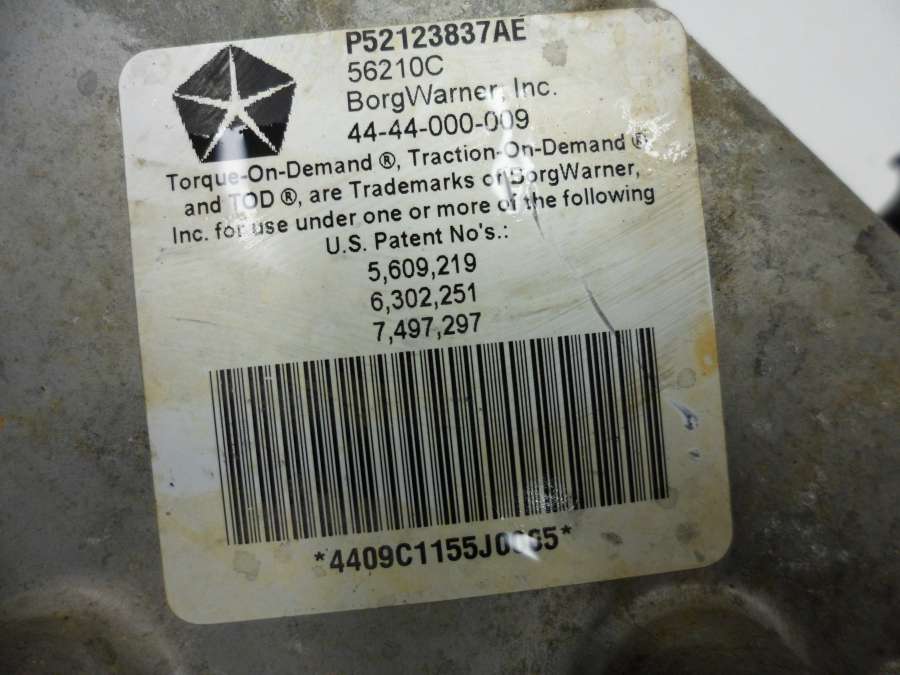 P52123837AE
56210C
BorgWarner, Inc.
44-44-000-009
Torque-On-Demand ®, Traction-On-Demand ®,
and TOD ®, are Trademarks of BorgWarner,
Inc. for use under one or more of the following
U.S. Patent No's.:
5,609,219
6,302,251
7,497,297